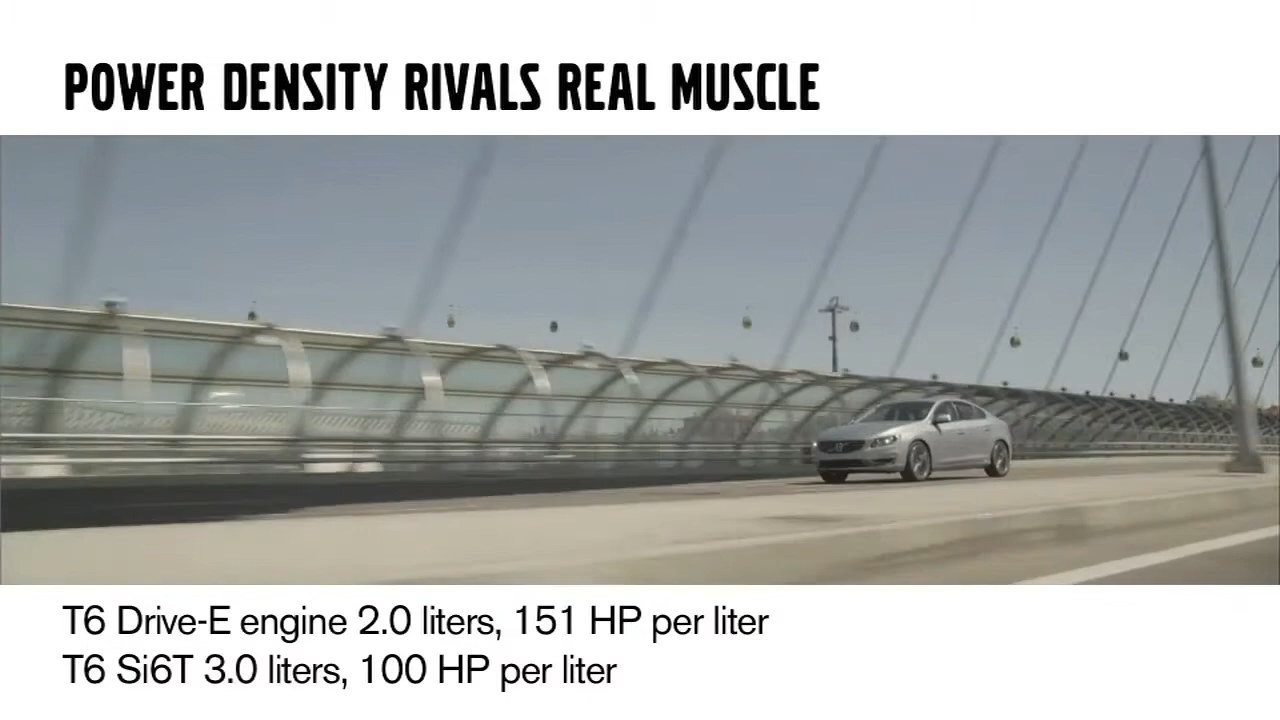 POWER DENSITY RIVALS REAL MUSCLE
T6 Drive-E engine 2.0 liters, 151 HP per liter
T6 Si6T 3.0 liters, 100 HP per liter